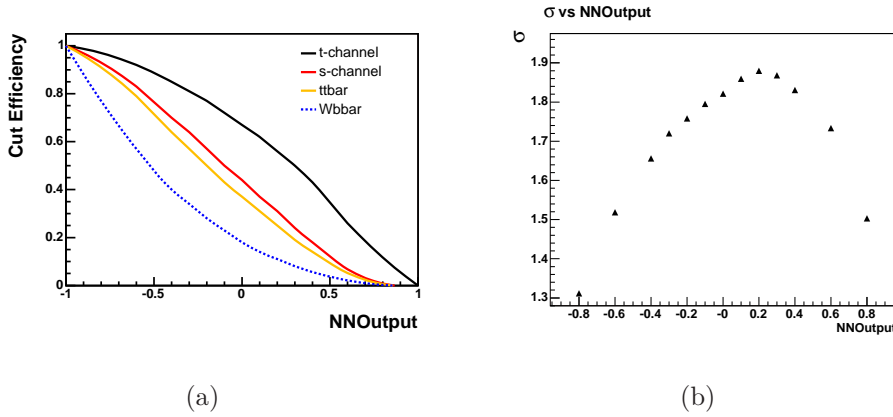 Cut Efficiency
1
0.8
0.6
0.4
0.2
0
-1
-0.5
0
0.5
1
NNOutput
t-channel
s-channel
ttbar
Wbbar
(a)
σ vs NNOutput
σ
1.9
1.8
1.7
1.6
1.5
1.4
1.3
-0.8
-0.6
-0.4
-0.2
-0
0.2
0.4
0.6
0.8
NNOutput
(b)